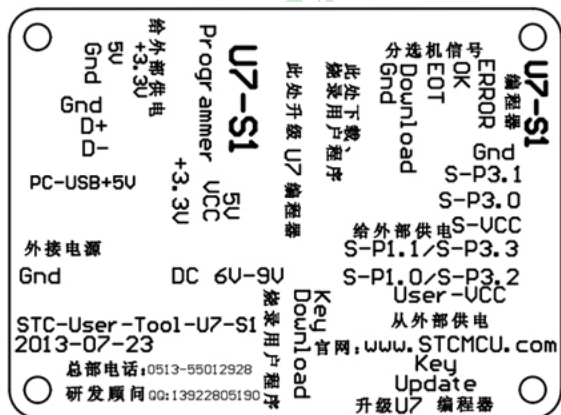 给外部供电
+3.3V
5V
Gnd
Programmer
U7-S1
Gnd
D+
D-
PC-USB+5V
+3.3V
VCC
5V
此处升级 U7 编程器
此处下载、
烧录用户程序
分选机信号
Gnd
Download
EOT
OK
ERROR
编程器
U7-S1
Gnd
S-P3.1
S-P3.0
给外部供电 S-VCC
S-P1.1/S-P3.3
S-P1.0/S-P3.2
User-VCC
从外部供电
外接电源
Gnd
DC 6V-9V
烧录用户程序
Download
Key
STC-User-Tool-U7-S1
2013-07-23
总部电话:0513-55012928
研发顾问QQ:13922805190
官网:www.STCMCU.com
Key
Update
升级U7 编程器